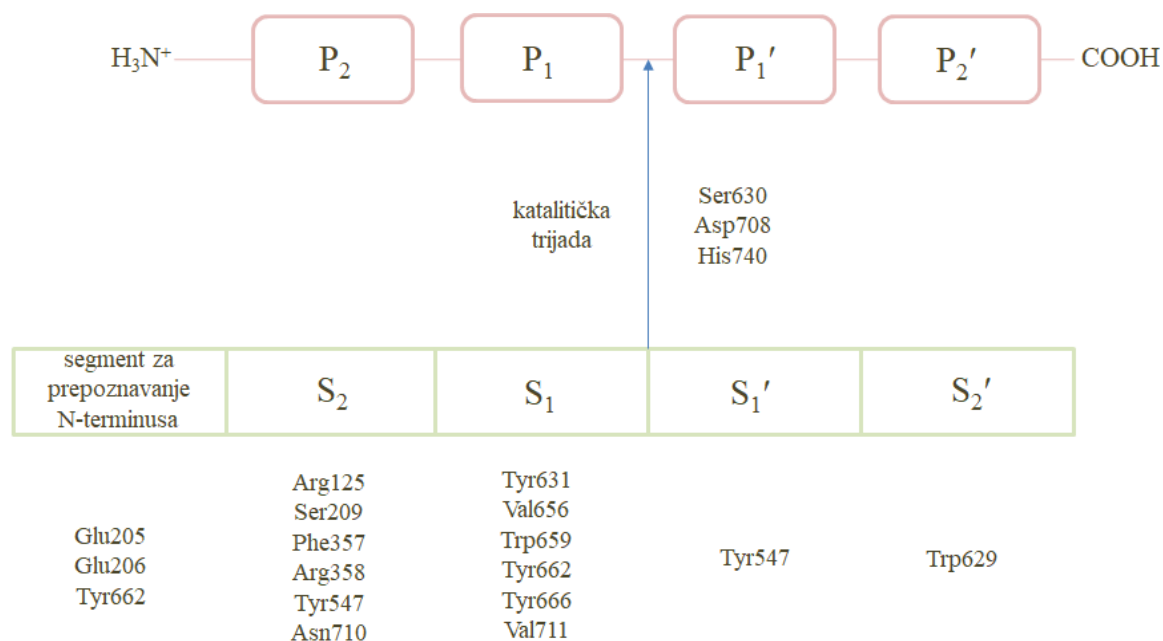 H₃N⁺ P₂ P₁ P₁′ P₂′ COOH
katalitička
trijada
Ser630
Asp708
His740
segment za
prepoznavanje
N-terminusa
S₂ S₁ S₁′ S₂′
Glu205
Glu206
Tyr662
Arg125
Ser209
Phe357
Arg358
Tyr547
Asn710
Tyr631
Val656
Trp659
Tyr662
Tyr666
Val711
Tyr547
Trp629